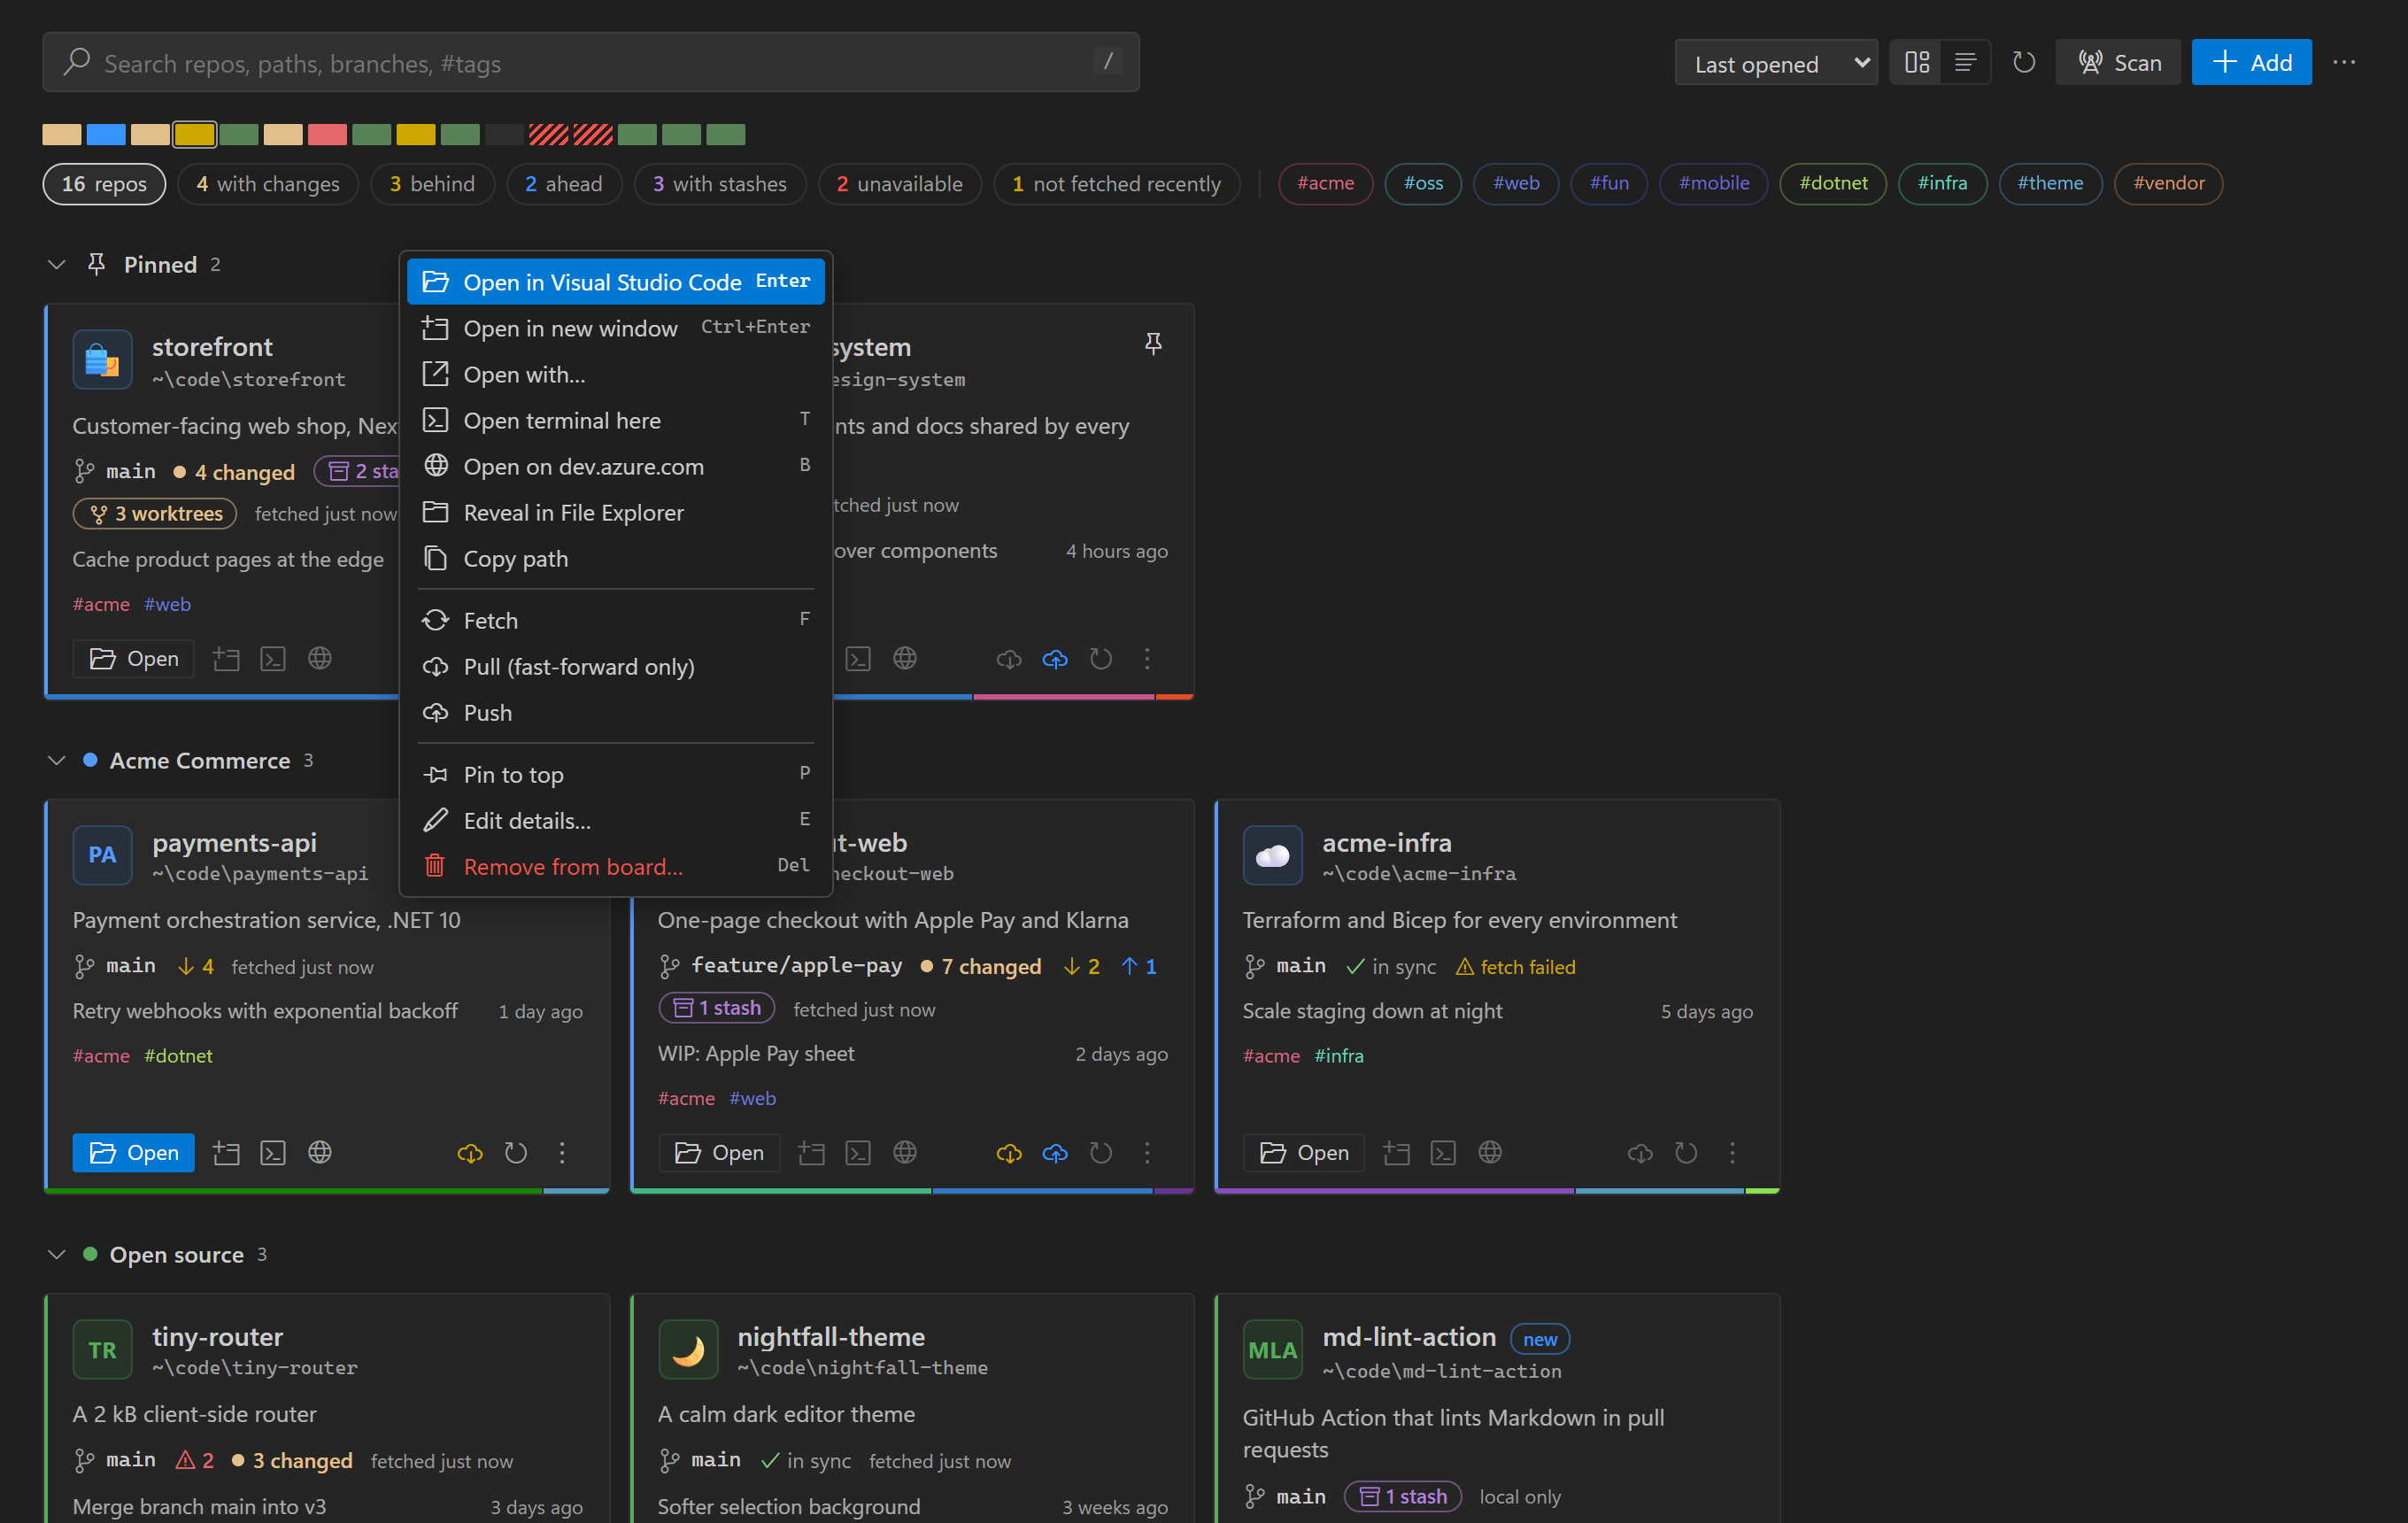 Search repos, paths, branches, #tags /
Last opened
Scan
Add
16 repos
4 with changes
3 behind
2 ahead
3 with stashes
2 unavailable
1 not fetched recently
#acme
#oss
#web
#fun
#mobile
#dotnet
#infra
#theme
#vendor
Pinned 2
storefront
~\code\storefront
Customer-facing web shop,
main 4 changed 2
3 worktrees fetched just now
Cache product pages at the edge
#acme #web
Open
Open in Visual Studio Code Enter
Open in new window Ctrl+Enter
Open with...
Open terminal here T
Open on dev.azure.com B
Reveal in File Explorer
Copy path
Fetch F
Pull (fast-forward only)
Push
Pin to top P
Edit details... E
Remove from board... Del
system
esign-system
and docs shared by every
just now
over components 4 hours ago
Acme Commerce 3
PA
payments-api
~\code\payments-api
Payment orchestration service, .NET 10
main 4 fetched just now
Retry webhooks with exponential backoff 1 day ago
#acme #dotnet
Open
t-web
heckout-web
One-page checkout with Apple Pay and Klarna
feature/apple-pay 7 changed 2 1
1 stash fetched just now
WIP: Apple Pay sheet 2 days ago
#acme #web
Open
acme-infra
~\code\acme-infra
Terraform and Bicep for every environment
main in sync fetch failed
Scale staging down at night 5 days ago
#acme #infra
Open
Open source 3
TR
tiny-router
~\code\tiny-router
A 2 kB client-side router
main 2 3 changed fetched just now
Merge branch main into v3 3 days ago
nightfall-theme
~\code\nightfall-theme
A calm dark editor theme
main in sync fetched just now
Softer selection background 3 weeks ago
MLA
md-lint-action new
~\code\md-lint-action
GitHub Action that lints Markdown in pull
requests
main 1 stash local only